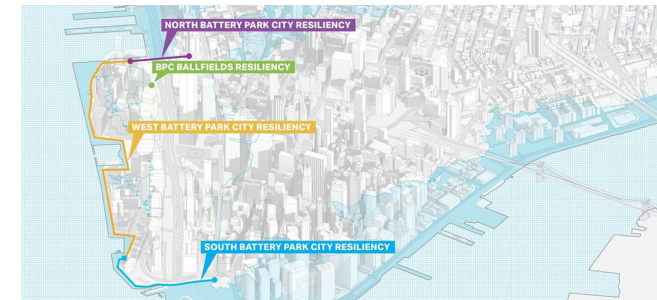 NORTH BATTERY PARK CITY RESILIENCY
BPC BALLFIELDS RESILIENCY
WEST BATTERY PARK CITY RESILIENCY
SOUTH BATTERY PARK CITY RESILIENCY